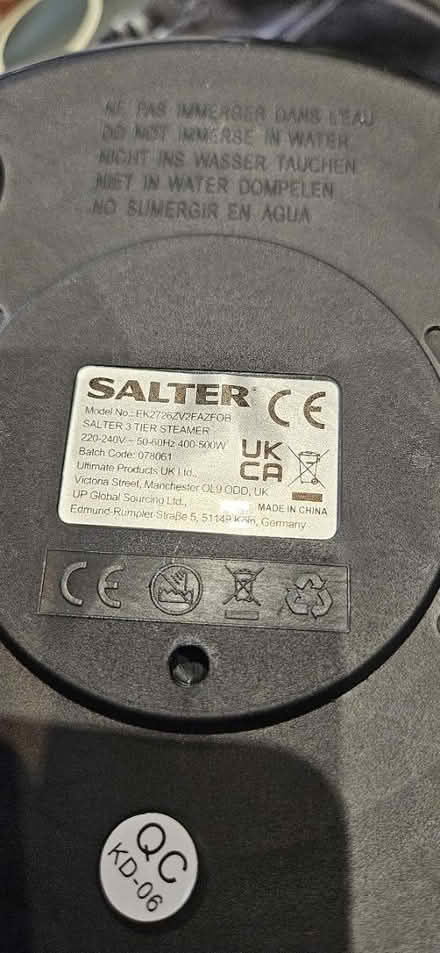 NE PAS IMMERGER DANS L'EAU
DO NOT IMMERSE IN WATER
NICHT INS WASSER TAUCHEN
NIET IN WATER DOMPELEN
NO SUMERGIR EN AGUA
SALTER® CE
Model No.: EK2726ZV2FAZFOB
SALTER 3 TIER STEAMER
220-240V ~ 50-60Hz 400-500W
UK
CA
Batch Code: 078061
Ultimate Products UK Ltd.,
Victoria Street, Manchester OL9 0DD, UK
UP Global Sourcing Ltd., MADE IN CHINA
Edmund-Rumpler-Straße 5, 51149 Köln, Germany
CE
QC
KD-06